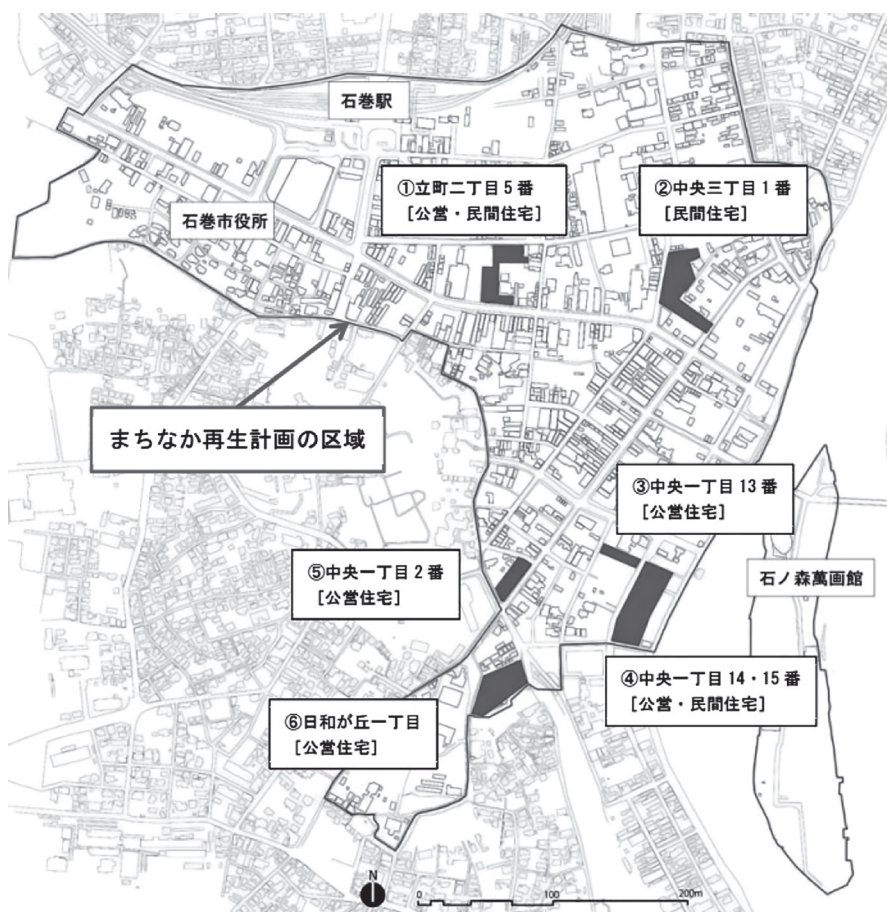 石巻駅
①立町二丁目5番
[公営・民間住宅]
②中央三丁目1番
[民間住宅]
石巻市役所
まちなか再生計画の区域
③中央一丁目13番
[公営住宅]
⑤中央一丁目2番
[公営住宅]
石ノ森萬画館
④中央一丁目14・15番
[公営・民間住宅]
⑥日和が丘一丁目
[公営住宅]
N
0 100 200m